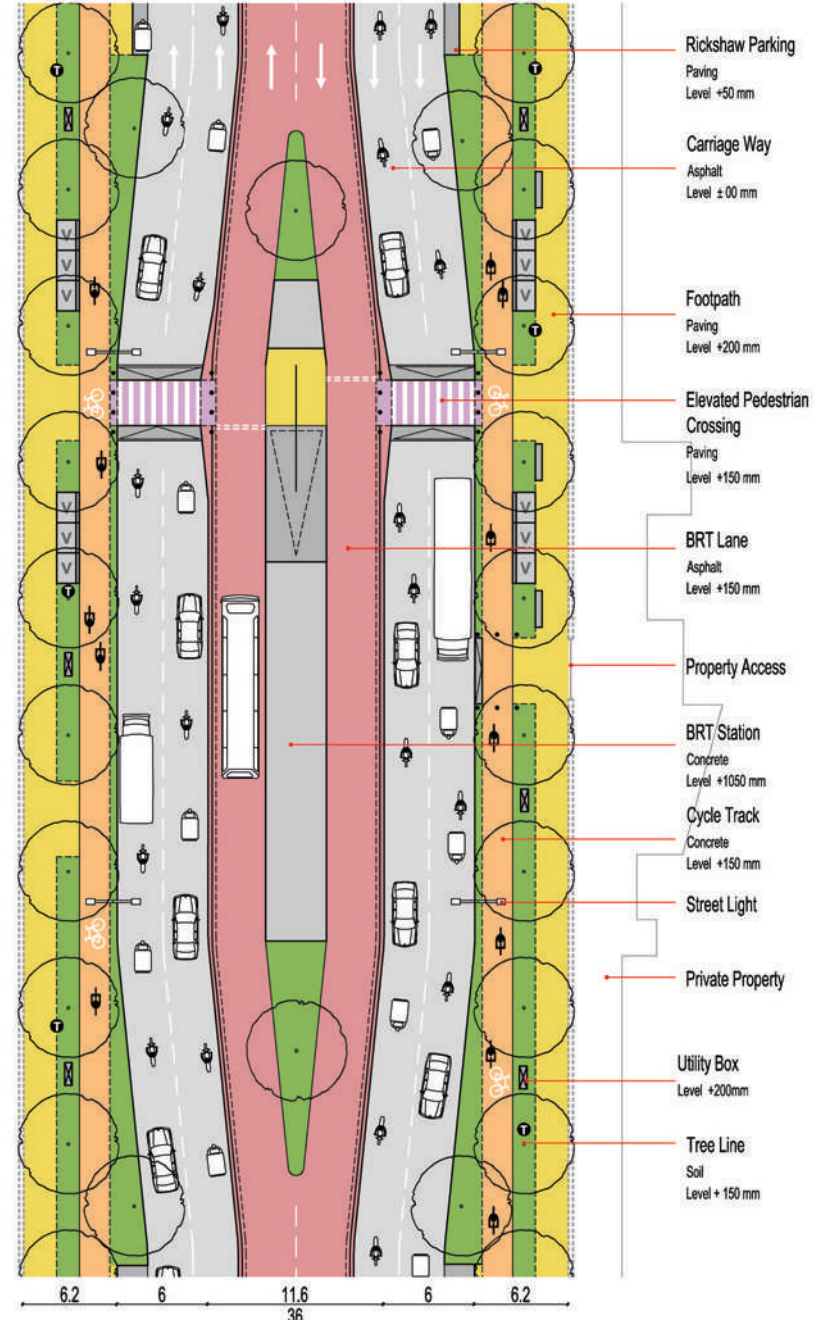 Rickshaw Parking
Paving
Level +50 mm
Carriage Way
Asphalt
Level ± 00 mm
Footpath
Paving
Level +200 mm
Elevated Pedestrian
Crossing
Paving
Level +150 mm
BRT Lane
Asphalt
Level +150 mm
Property Access
BRT Station
Concrete
Level +1050 mm
Cycle Track
Concrete
Level +150 mm
Street Light
Private Property
Utility Box
Level +200mm
Tree Line
Soil
Level + 150 mm
T
T
V
V
V
V
V
V
T
V
V
V
V
V
V
T
T
T
6.2 6 11.6 6 6.2
36